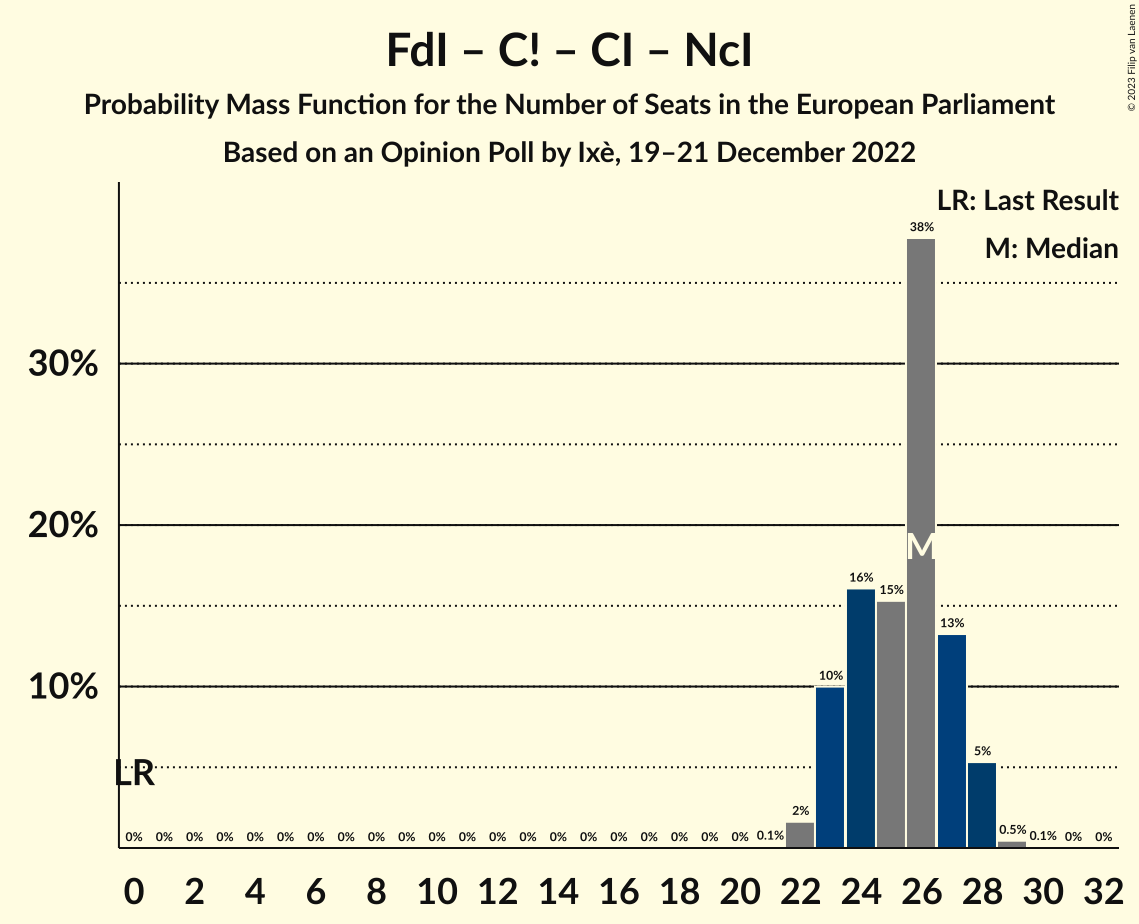 FdI – C! – CI – NcI
Probability Mass Function for the Number of Seats in the European Parliament
Based on an Opinion Poll by Ixè, 19–21 December 2022
© 2023 Filip van Laenen
LR: Last Result
M: Median
30%
20%
10%
38%
16%
15%
13%
10%
5%
2%
0.5%
0.1%
0.1%
M
LR
0% 0% 0% 0% 0% 0% 0% 0% 0% 0% 0% 0% 0% 0% 0% 0% 0% 0% 0% 0% 0%
0% 0%
0 2 4 6 8 10 12 14 16 18 20 22 24 26 28 30 32